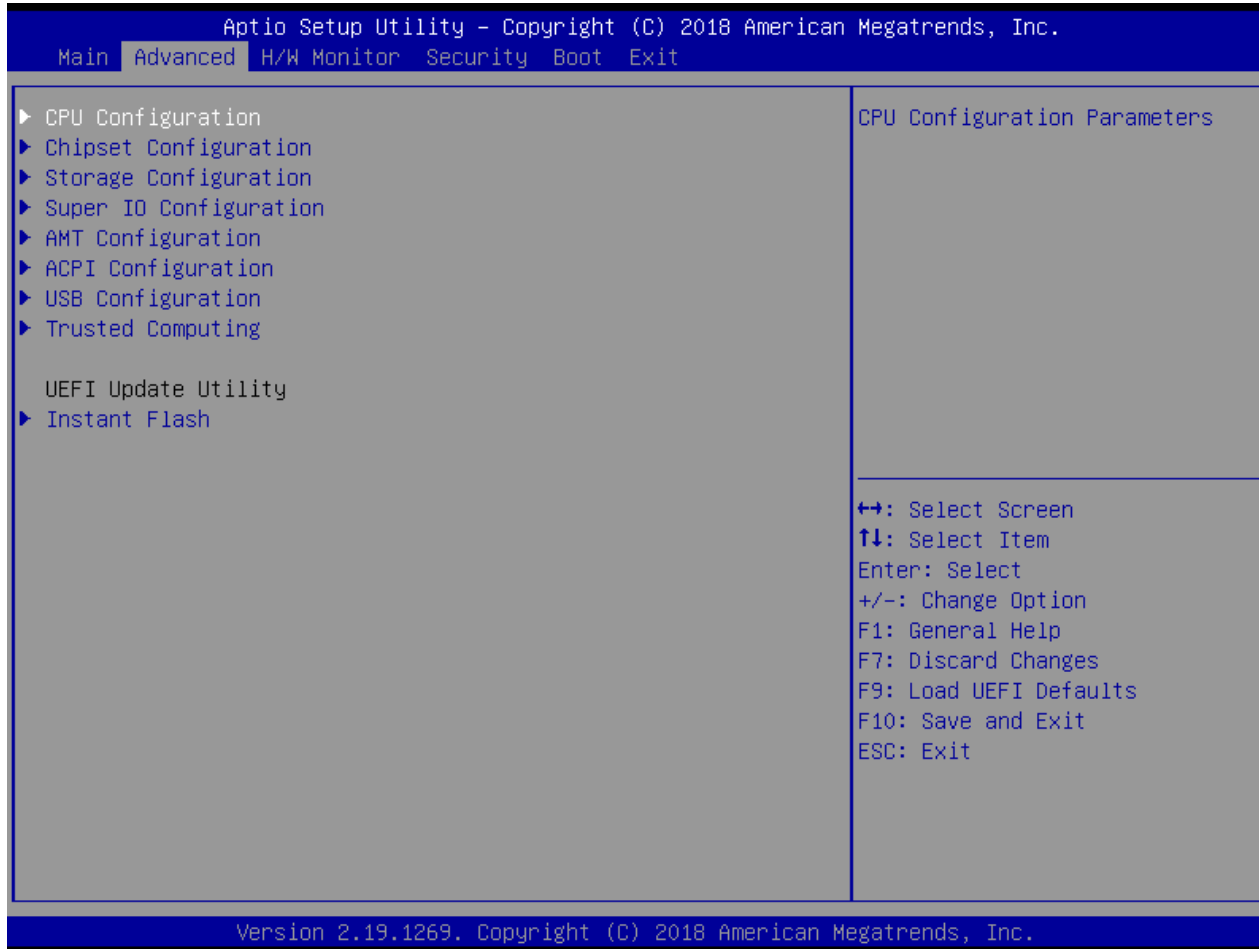 Aptio Setup Utility – Copyright (C) 2018 American Megatrends, Inc.
Main Advanced H/W Monitor Security Boot Exit
▶ CPU Configuration
▶ Chipset Configuration
▶ Storage Configuration
▶ Super IO Configuration
▶ AMT Configuration
▶ ACPI Configuration
▶ USB Configuration
▶ Trusted Computing
UEFI Update Utility
▶ Instant Flash
CPU Configuration Parameters
↔: Select Screen
↑↓: Select Item
Enter: Select
+/-: Change Option
F1: General Help
F7: Discard Changes
F9: Load UEFI Defaults
F10: Save and Exit
ESC: Exit
Version 2.19.1269. Copyright (C) 2018 American Megatrends, Inc.